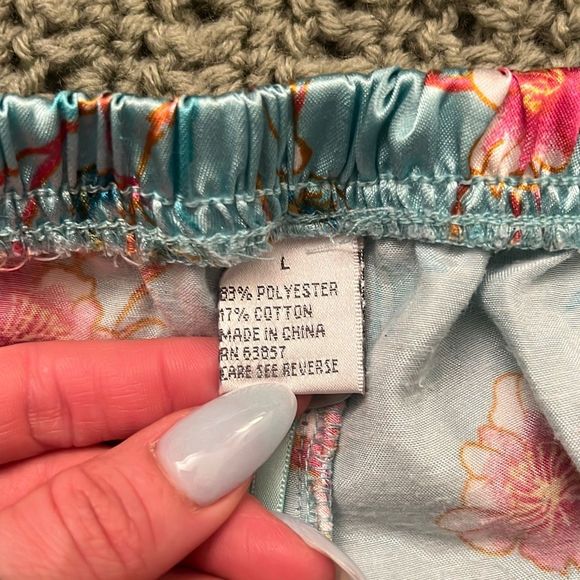 L
83% POLYESTER
17% COTTON
MADE IN CHINA
RN 63857
CARE SEE REVERSE